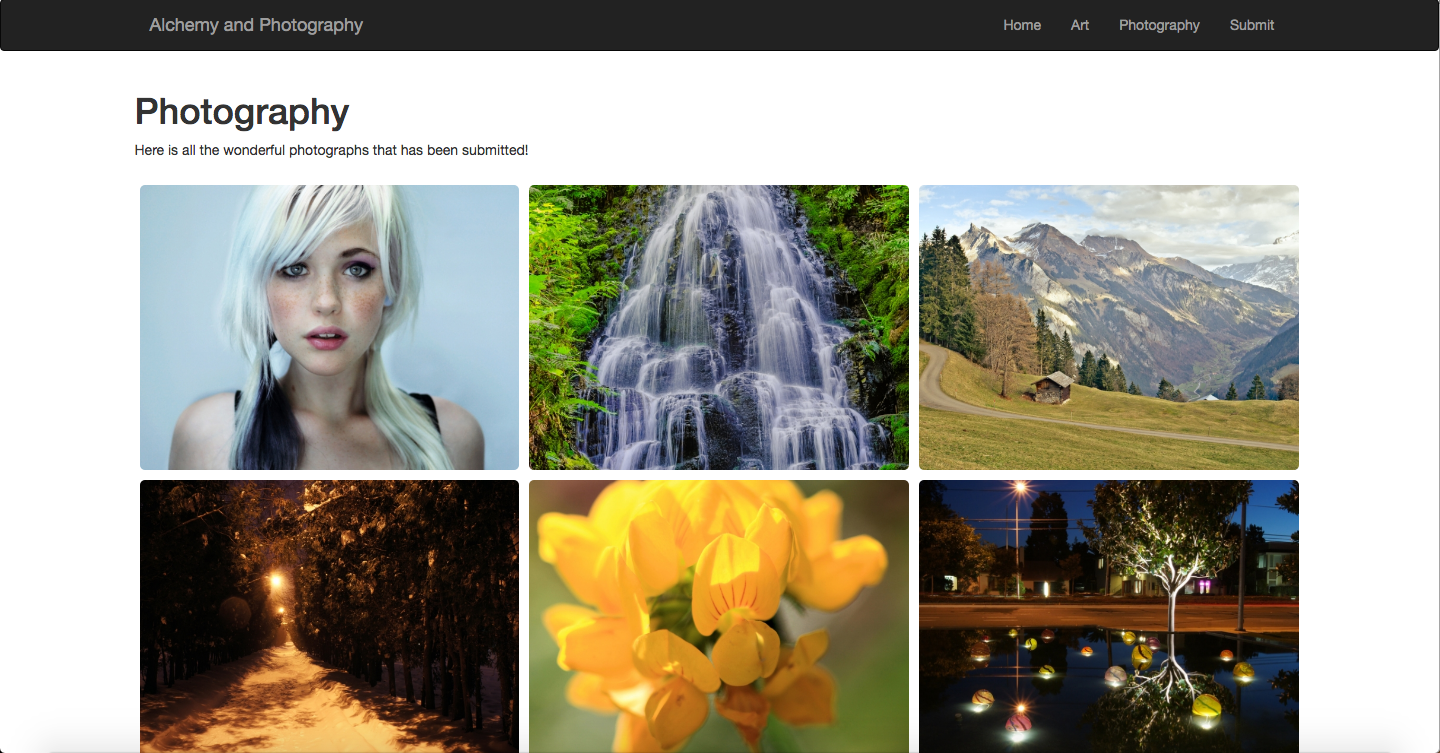 Alchemy and Photography
Home Art Photography Submit
Photography
Here is all the wonderful photographs that has been submitted!